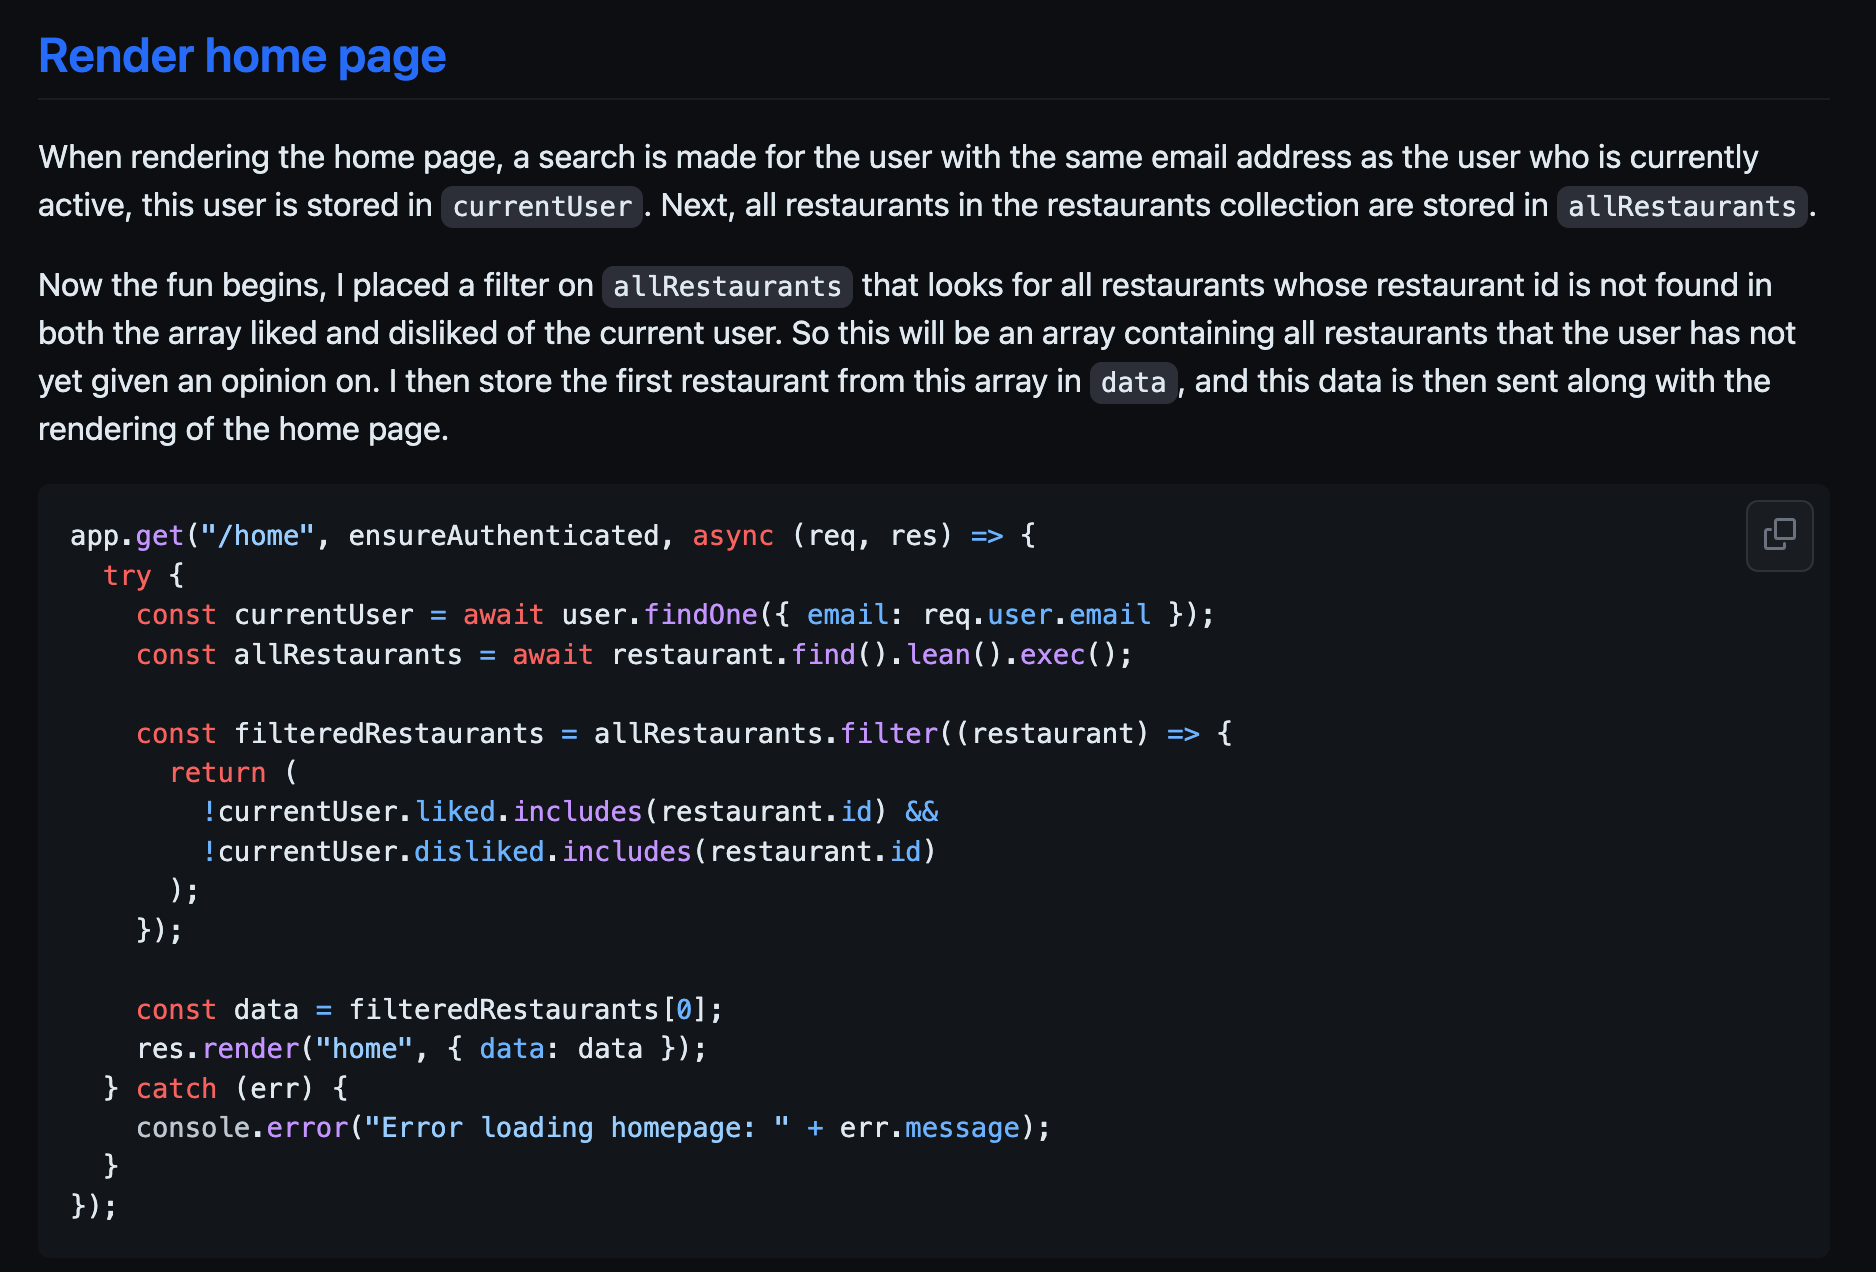 Render home page
When rendering the home page, a search is made for the user with the same email address as the user who is currently
active, this user is stored in currentUser. Next, all restaurants in the restaurants collection are stored in allRestaurants.
Now the fun begins, I placed a filter on allRestaurants that looks for all restaurants whose restaurant id is not found in
both the array liked and disliked of the current user. So this will be an array containing all restaurants that the user has not
yet given an opinion on. I then store the first restaurant from this array in data, and this data is then sent along with the
rendering of the home page.
app.get("/home", ensureAuthenticated, async (req, res) => {
  try {
    const currentUser = await user.findOne({ email: req.user.email });
    const allRestaurants = await restaurant.find().lean().exec();
    const filteredRestaurants = allRestaurants.filter((restaurant) => {
      return (
        !currentUser.liked.includes(restaurant.id) &&
        !currentUser.disliked.includes(restaurant.id)
      );
    });
    const data = filteredRestaurants[0];
    res.render("home", { data: data });
  } catch (err) {
    console.error("Error loading homepage: " + err.message);
  }
});